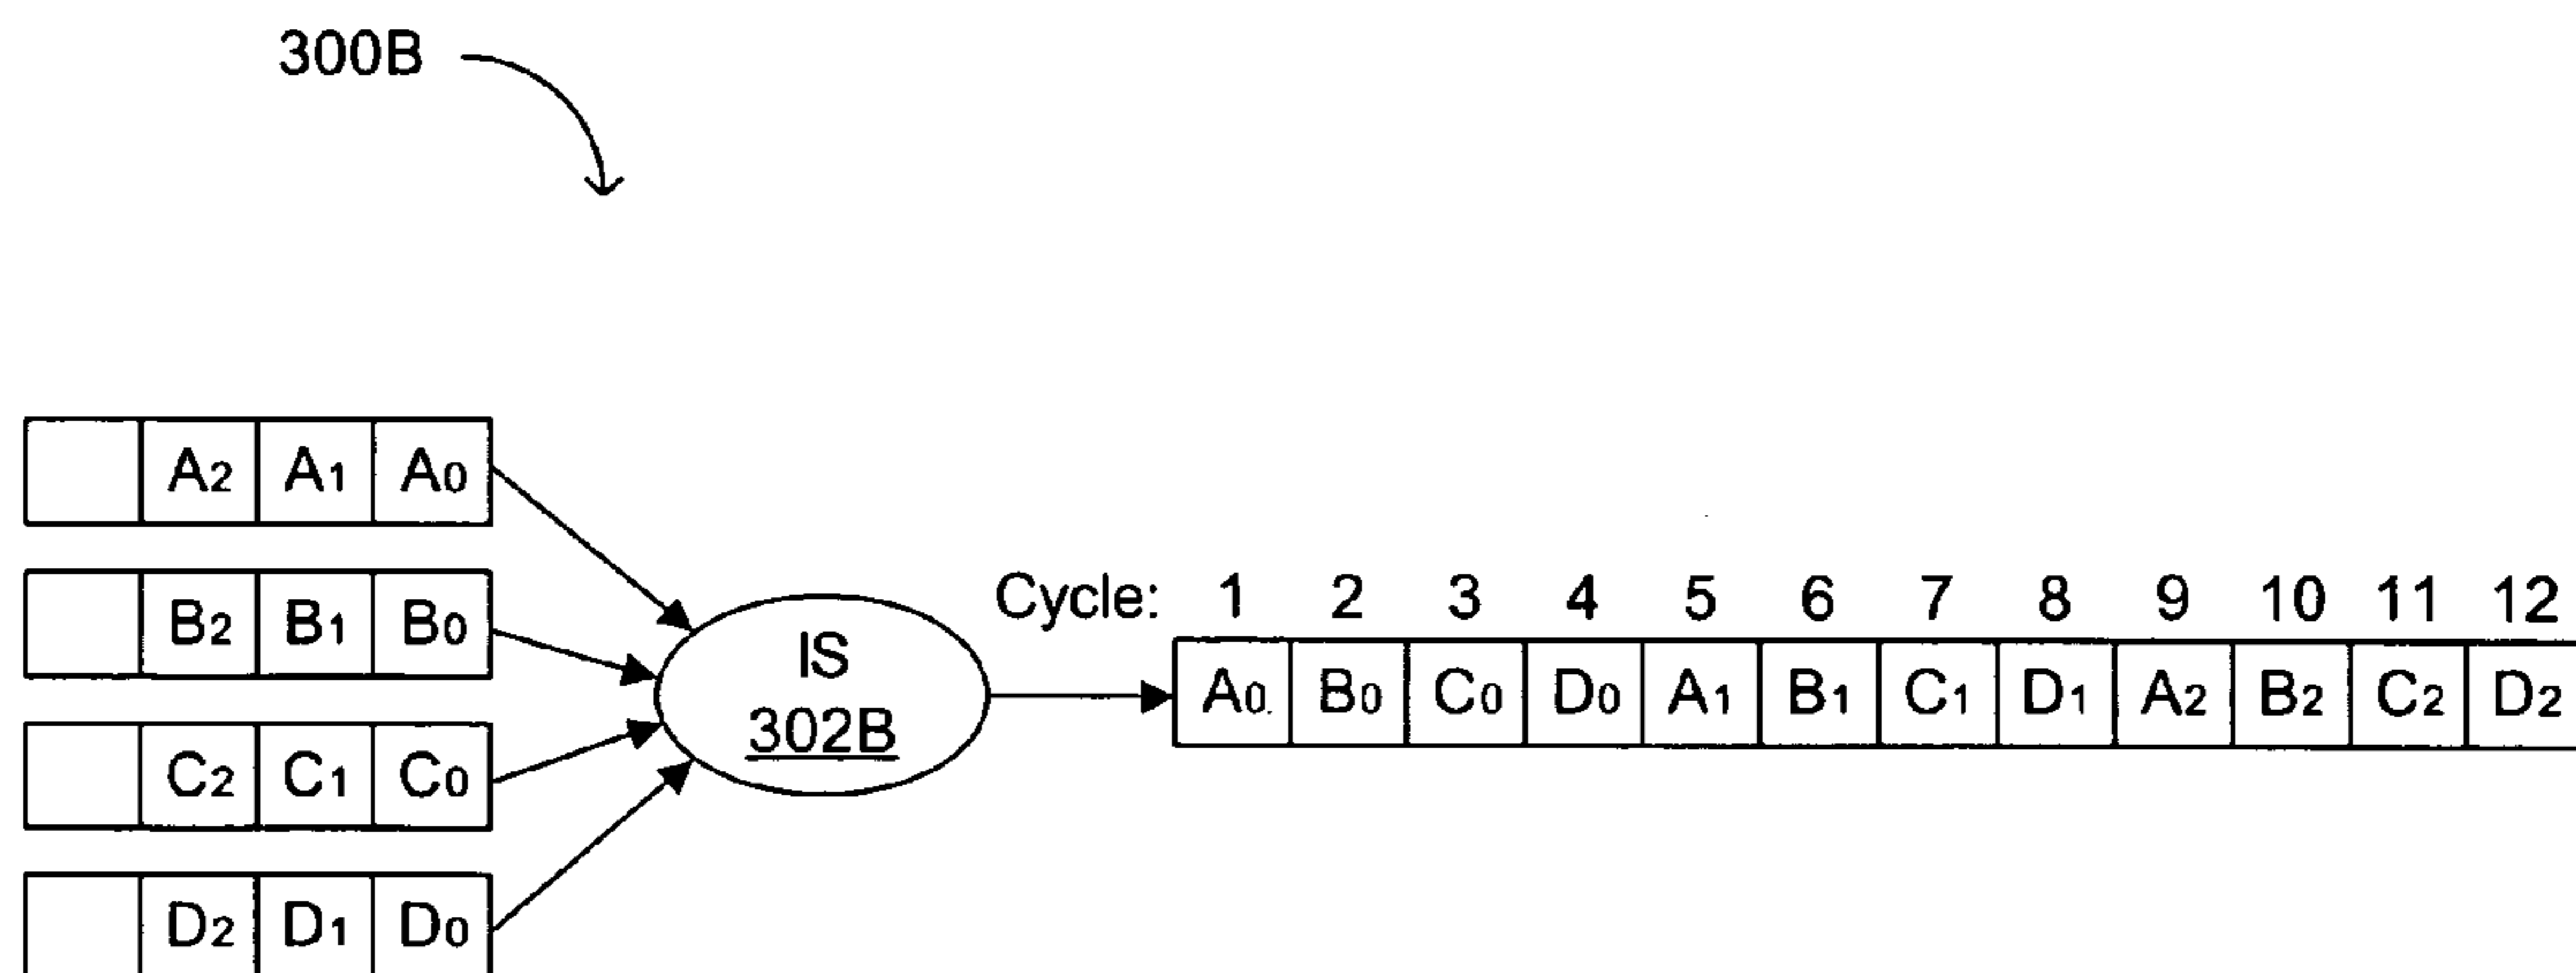 300B
A2 A1 A0
B2 B1 B0
C2 C1 C0
D2 D1 D0
IS
302B
Cycle: 1 2 3 4 5 6 7 8 9 10 11 12
A0 B0 C0 D0 A1 B1 C1 D1 A2 B2 C2 D2